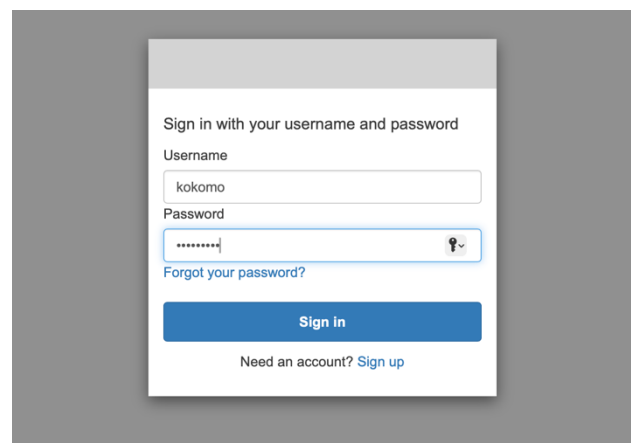 Sign in with your username and password
Username
kokomo
Password
•••••••••
Forgot your password?
Sign in
Need an account? Sign up